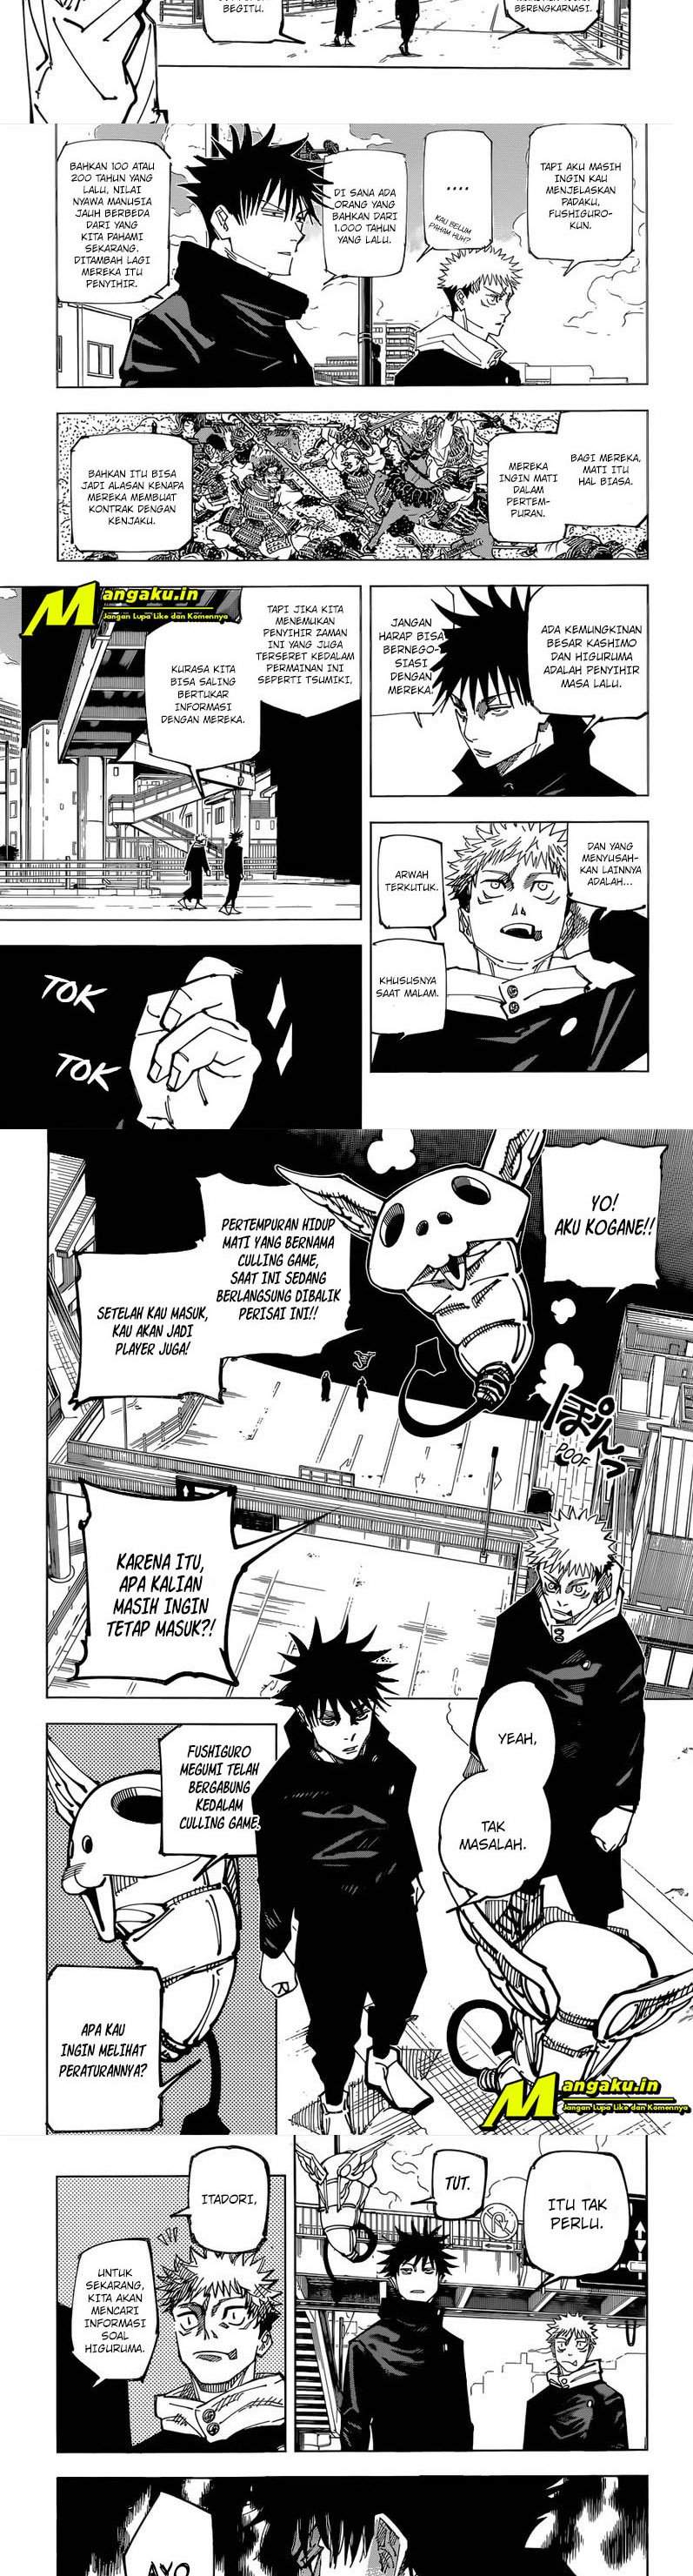 BEGITU.
BERENGKARNASI.
TAPI AKU MASIH
INGIN KAU
MENJELASKAN
PADAKU,
FUSHIGURO-
KUN.
....
KAU BELUM
PAHAM HUH?
DI SANA ADA
ORANG YANG
BAHKAN DARI
1.000 TAHUN
YANG LALU.
BAHKAN 100 ATAU
200 TAHUN YANG
LALU, NILAI
NYAWA MANUSIA
JAUH BERBEDA
DARI YANG
KITA PAHAMI
SEKARANG.
DITAMBAH LAGI
MEREKA ITU
PENYIHIR.
BAGI MEREKA,
MATI ITU
HAL BIASA.
MEREKA
INGIN MATI
DALAM
PERTEM-
PURAN.
BAHKAN ITU BISA
JADI ALASAN KENAPA
MEREKA MEMBUAT
KONTRAK DENGAN
KENJAKU.
ADA KEMUNGKINAN
BESAR KASHIMO
DAN HIGURUMA
ADALAH PENYIHIR
MASA LALU.
JANGAN
HARAP BISA
BERNEGO-
SIASI
DENGAN
MEREKA.
Mangaku.in
Jangan Lupa Like dan Komennya
TAPI JIKA KITA
MENEMUKAN
PENYIHIR ZAMAN
INI YANG JUGA
TERSERET KEDALAM
PERMAINAN INI
SEPERTI TSUMIKI,
KURASA KITA
BISA SALING
BERTUKAR
INFORMASI
DENGAN MEREKA.
DAN YANG
MENYUSAH-
KAN LAINNYA
ADALAH...
ARWAH
TERKUTUK.
KHUSUSNYA
SAAT MALAM.
TOK
TOK
YO!
AKU KOGANE!!
PERTEMPURAN HIDUP
MATI YANG BERNAMA
CULLING GAME,
SAAT INI SEDANG
BERLANGSUNG DIBALIK
PERISAI INI!!
SETELAH KAU MASUK,
KAU AKAN JADI
PLAYER JUGA!
ぽんっ
POOF
KARENA ITU,
APA KALIAN
MASIH INGIN
TETAP MASUK?!
YEAH,
TAK
MASALAH.
FUSHIGURO
MEGUMI TELAH
BERGABUNG
KEDALAM
CULLING GAME.
APA KAU
INGIN MELIHAT
PERATURANNYA?
Mangaku.in
Jangan Lupa Like dan Komennya
ITU TAK
PERLU.
TUT.
ITADORI,
UNTUK
SEKARANG,
KITA AKAN
MENCARI
INFORMASI
SOAL
HIGURUMA.
AYO